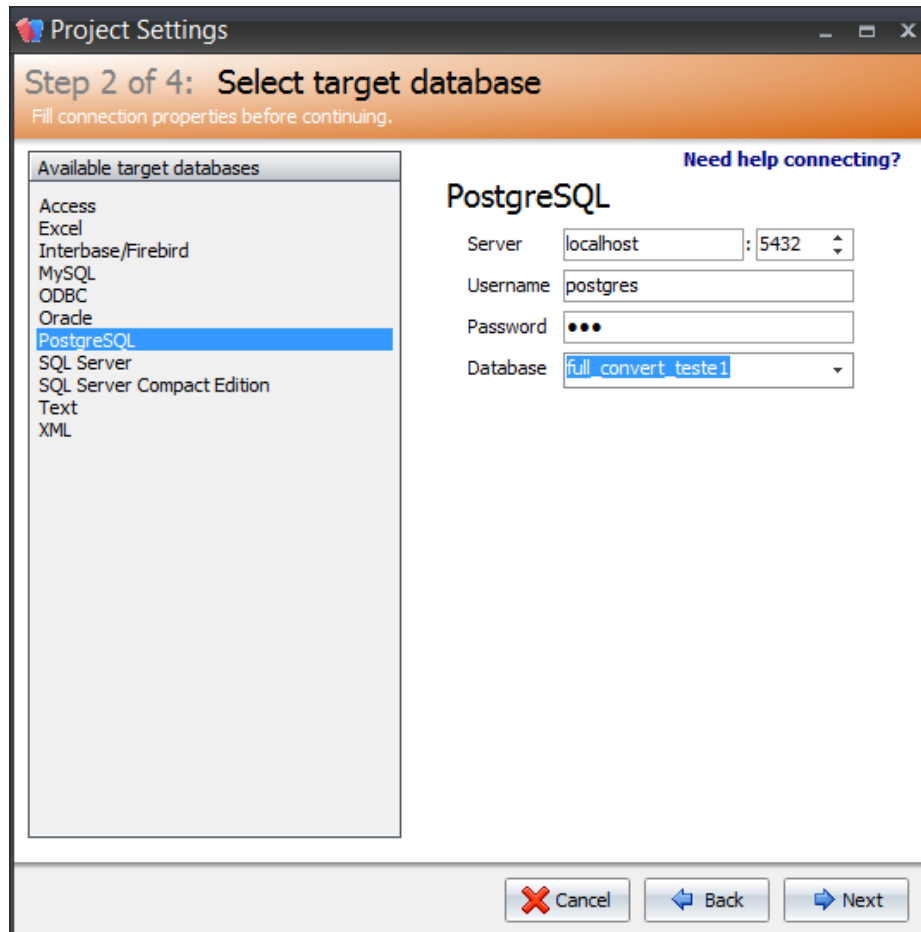 Project Settings
Step 2 of 4: Select target database
Fill connection properties before continuing.
Available target databases
Access
Excel
Interbase/Firebird
MySQL
ODBC
Oracle
PostgreSQL
SQL Server
SQL Server Compact Edition
Text
XML
Need help connecting?
PostgreSQL
Server localhost : 5432
Username postgres
Password •••
Database full_convert_teste1
Cancel Back Next